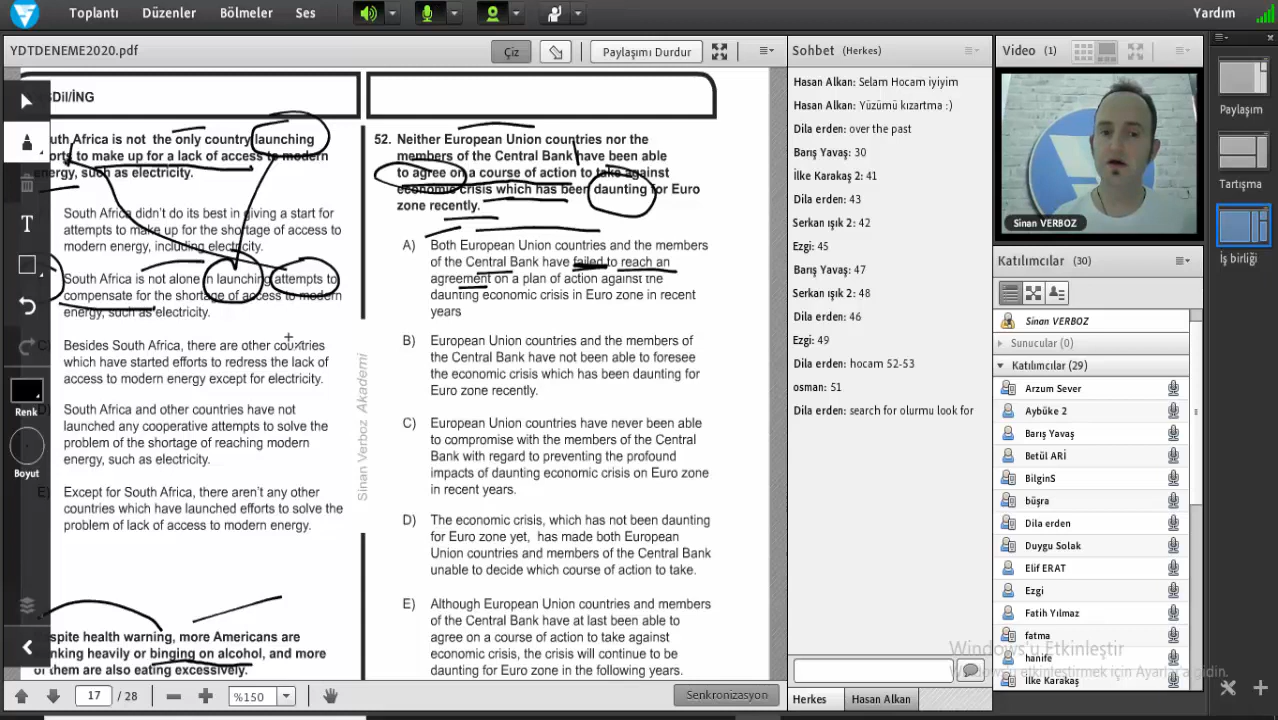 Toplantı Düzenler Bölmeler Ses Yardım
YDTDENEME2020.pdf
Çiz
Paylaşımı Durdur
Dil/İNG
uth Africa is not the only country launching
orts to make up for a lack of access to modern
energy, such as electricity.
South Africa didn't do its best in giving a start for
attempts to make up for the shortage of access to
modern energy, including electricity.
South Africa is not alone in launching attempts to
compensate for the shortage of access to modern
energy, such as electricity.
Besides South Africa, there are other countries
which have started efforts to redress the lack of
access to modern energy except for electricity.
South Africa and other countries have not
launched any cooperative attempts to solve the
problem of the shortage of reaching modern
energy, such as electricity.
Except for South Africa, there aren't any other
countries which have launched efforts to solve the
problem of lack of access to modern energy.
spite health warning, more Americans are
nking heavily or binging on alcohol, and more
of them are also eating excessively.
Sinan Verboz Akademi
52. Neither European Union countries nor the
members of the Central Bank have been able
to agree on a course of action to take against
economic crisis which has been daunting for Euro
zone recently.
A) Both European Union countries and the members
of the Central Bank have failed to reach an
agreement on a plan of action against the
daunting economic crisis in Euro zone in recent
years
B) European Union countries and the members of
the Central Bank have not been able to foresee
the economic crisis which has been daunting for
Euro zone recently.
C) European Union countries have never been able
to compromise with the members of the Central
Bank with regard to preventing the profound
impacts of daunting economic crisis on Euro zone
in recent years.
D) The economic crisis, which has not been daunting
for Euro zone yet, has made both European
Union countries and members of the Central Bank
unable to decide which course of action to take.
E) Although European Union countries and members
of the Central Bank have at last been able to
agree on a course of action to take against
economic crisis, the crisis will continue to be
daunting for Euro zone in the following years.
T
Renk
Boyut
17 / 28
%150
Senkronizasyon
Sohbet (Herkes)
Hasan Alkan: Selam Hocam iyiyim
Hasan Alkan: Yüzümü kızartma :)
Dila erden: over the past
Barış Yavaş: 30
İlke Karakaş 2: 41
Dila erden: 43
Serkan ışık 2: 42
Ezgi: 45
Barış Yavaş: 47
Serkan ışık 2: 48
Dila erden: 46
Ezgi: 49
Dila erden: hocam 52-53
osman: 51
Dila erden: search for olurmu look for
Herkes
Hasan Alkan
Video (1)
Sinan VERBOZ
Katılımcılar (30)
Sinan VERBOZ
Sunucular (0)
Katılımcılar (29)
Arzum Sever
Aybüke 2
Barış Yavaş
Betül ARİ
BilginS
büşra
Dila erden
Duygu Solak
Elif ERAT
Ezgi
Fatih Yılmaz
fatma
hanife
İlke Karakaş
Paylaşım
Tartışma
İş birliği
Windows'u Etkinleştir
Windows'u etkinleştirmek için Ayarlar'a gidin.